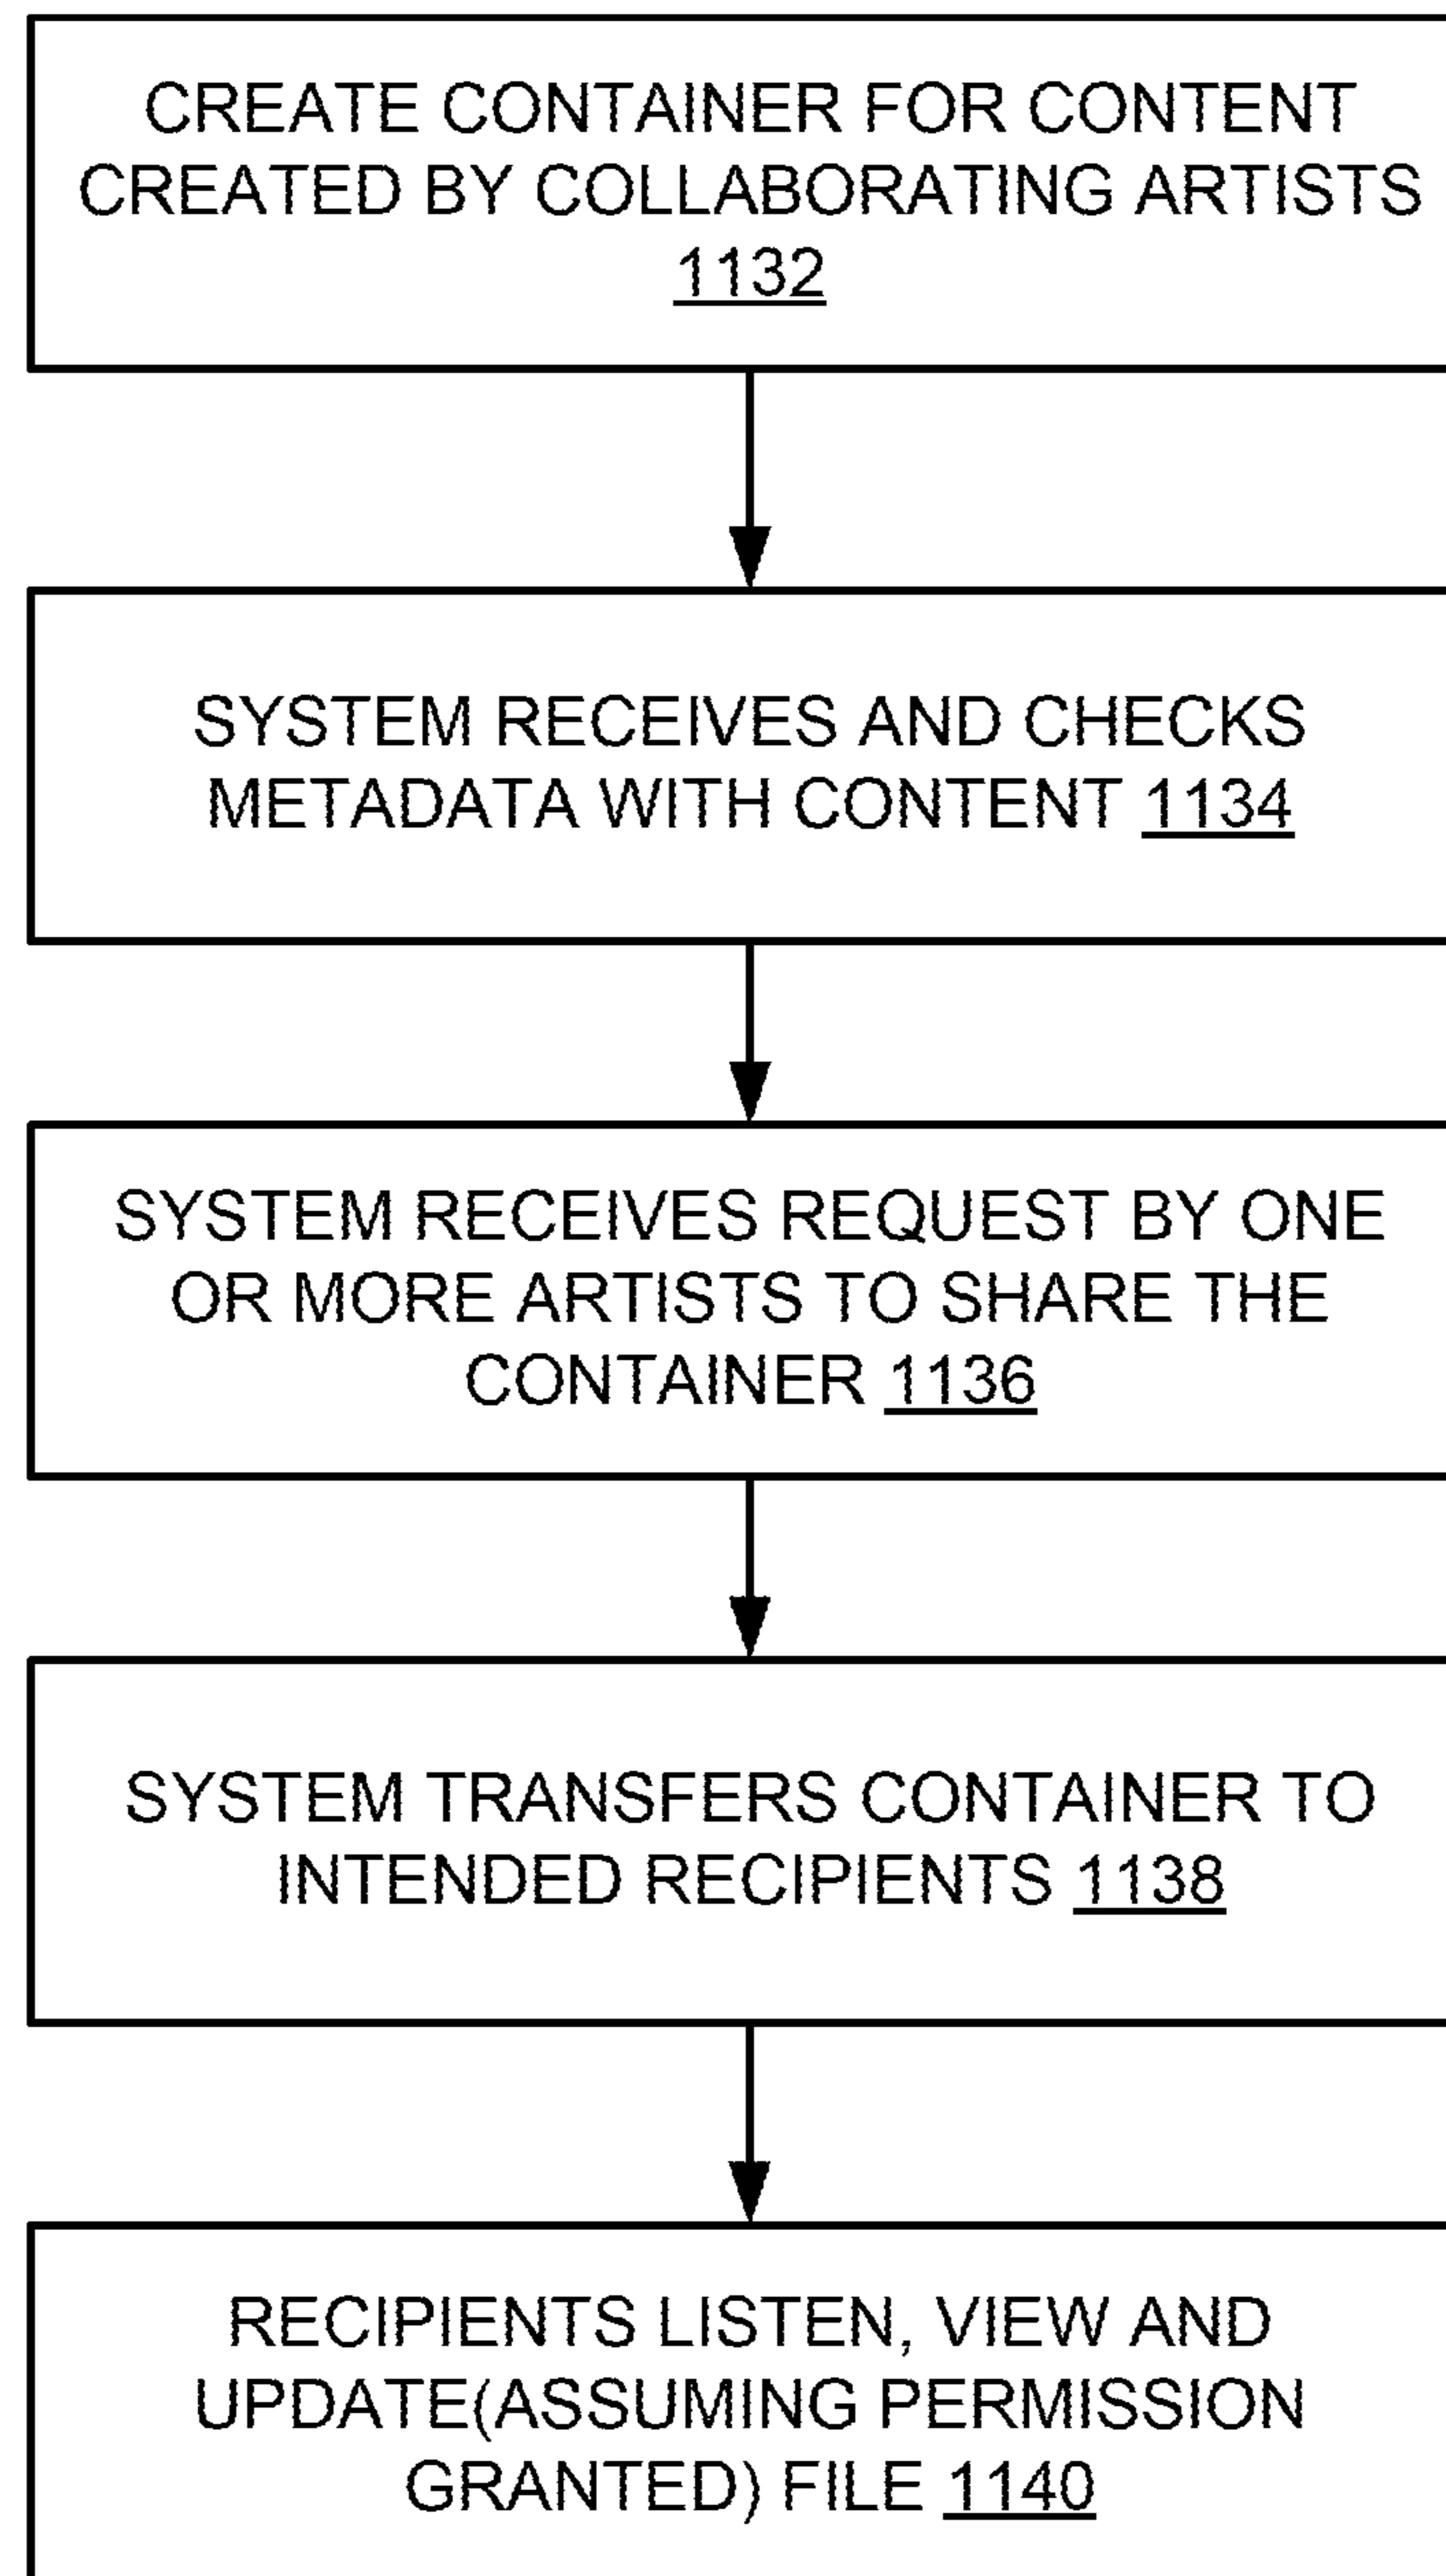 CREATE CONTAINER FOR CONTENT
CREATED BY COLLABORATING ARTISTS
1132
SYSTEM RECEIVES AND CHECKS
METADATA WITH CONTENT 1134
SYSTEM RECEIVES REQUEST BY ONE
OR MORE ARTISTS TO SHARE THE
CONTAINER 1136
SYSTEM TRANSFERS CONTAINER TO
INTENDED RECIPIENTS 1138
RECIPIENTS LISTEN, VIEW AND
UPDATE(ASSUMING PERMISSION
GRANTED) FILE 1140